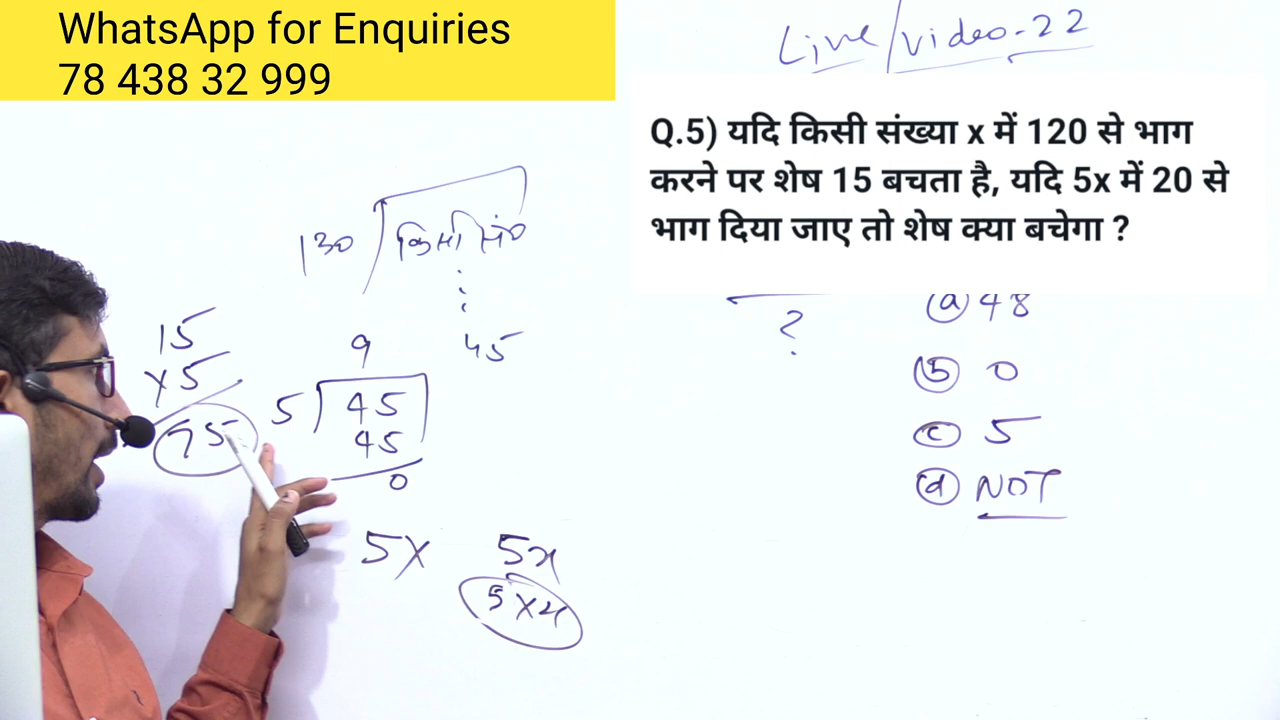 WhatsApp for Enquiries
78 438 32 999
Live/video-22
Q.5) यदि किसी संख्या x में 120 से भाग
करने पर शेष 15 बचता है, यदि 5x में 20 से
भाग दिया जाए तो शेष क्या बचेगा ?
130 किसी सं०
45
15
x5
75
9
5 45
45
0
5x 5x
5x4
?
(a) 48
(b) 0
(c) 5
(d) NOT